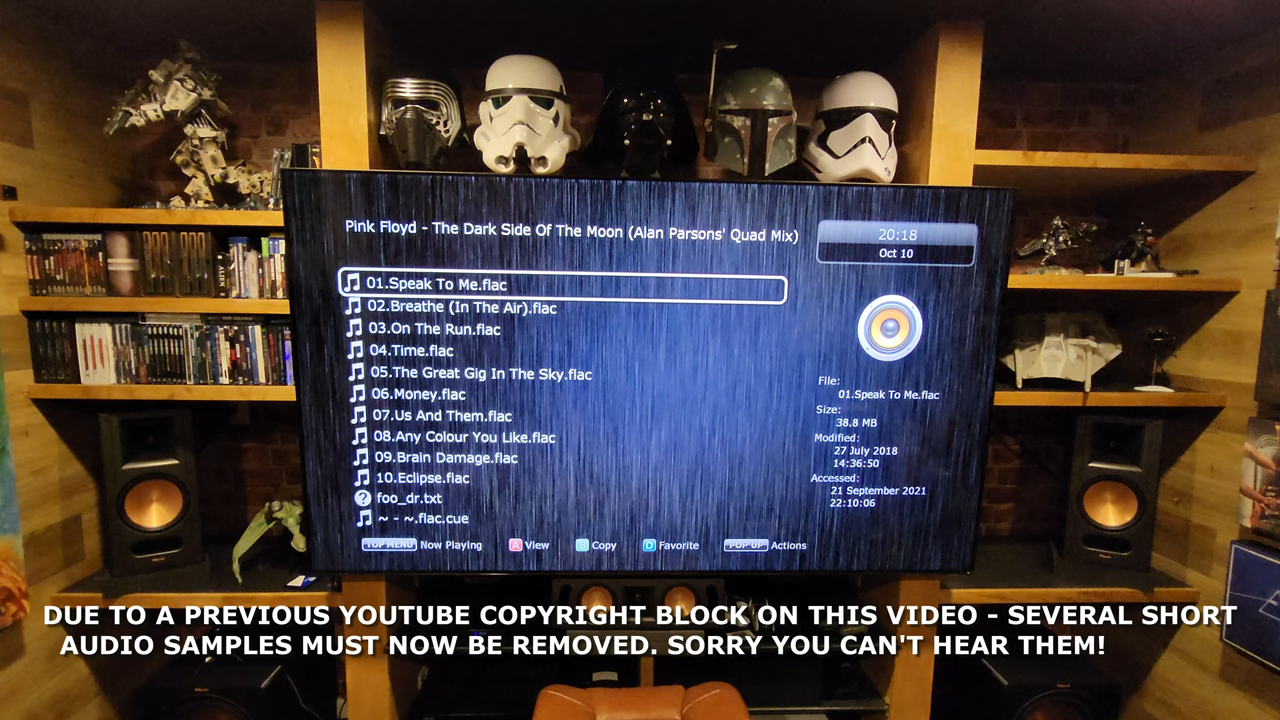 Pink Floyd - The Dark Side Of The Moon (Alan Parsons' Quad Mix)
20:18
Oct 10
01.Speak To Me.flac
02.Breathe (In The Air).flac
03.On The Run.flac
04.Time.flac
05.The Great Gig In The Sky.flac
06.Money.flac
07.Us And Them.flac
08.Any Colour You Like.flac
09.Brain Damage.flac
10.Eclipse.flac
foo_dr.txt
~ - ~.flac.cue
File:
01.Speak To Me.flac
Size:
38.8 MB
Modified:
27 July 2018
14:36:50
Accessed:
21 September 2021
22:10:06
TOP MENU Now Playing A View Copy D Favorite POP UP Actions
DUE TO A PREVIOUS YOUTUBE COPYRIGHT BLOCK ON THIS VIDEO - SEVERAL SHORT
AUDIO SAMPLES MUST NOW BE REMOVED. SORRY YOU CAN'T HEAR THEM!